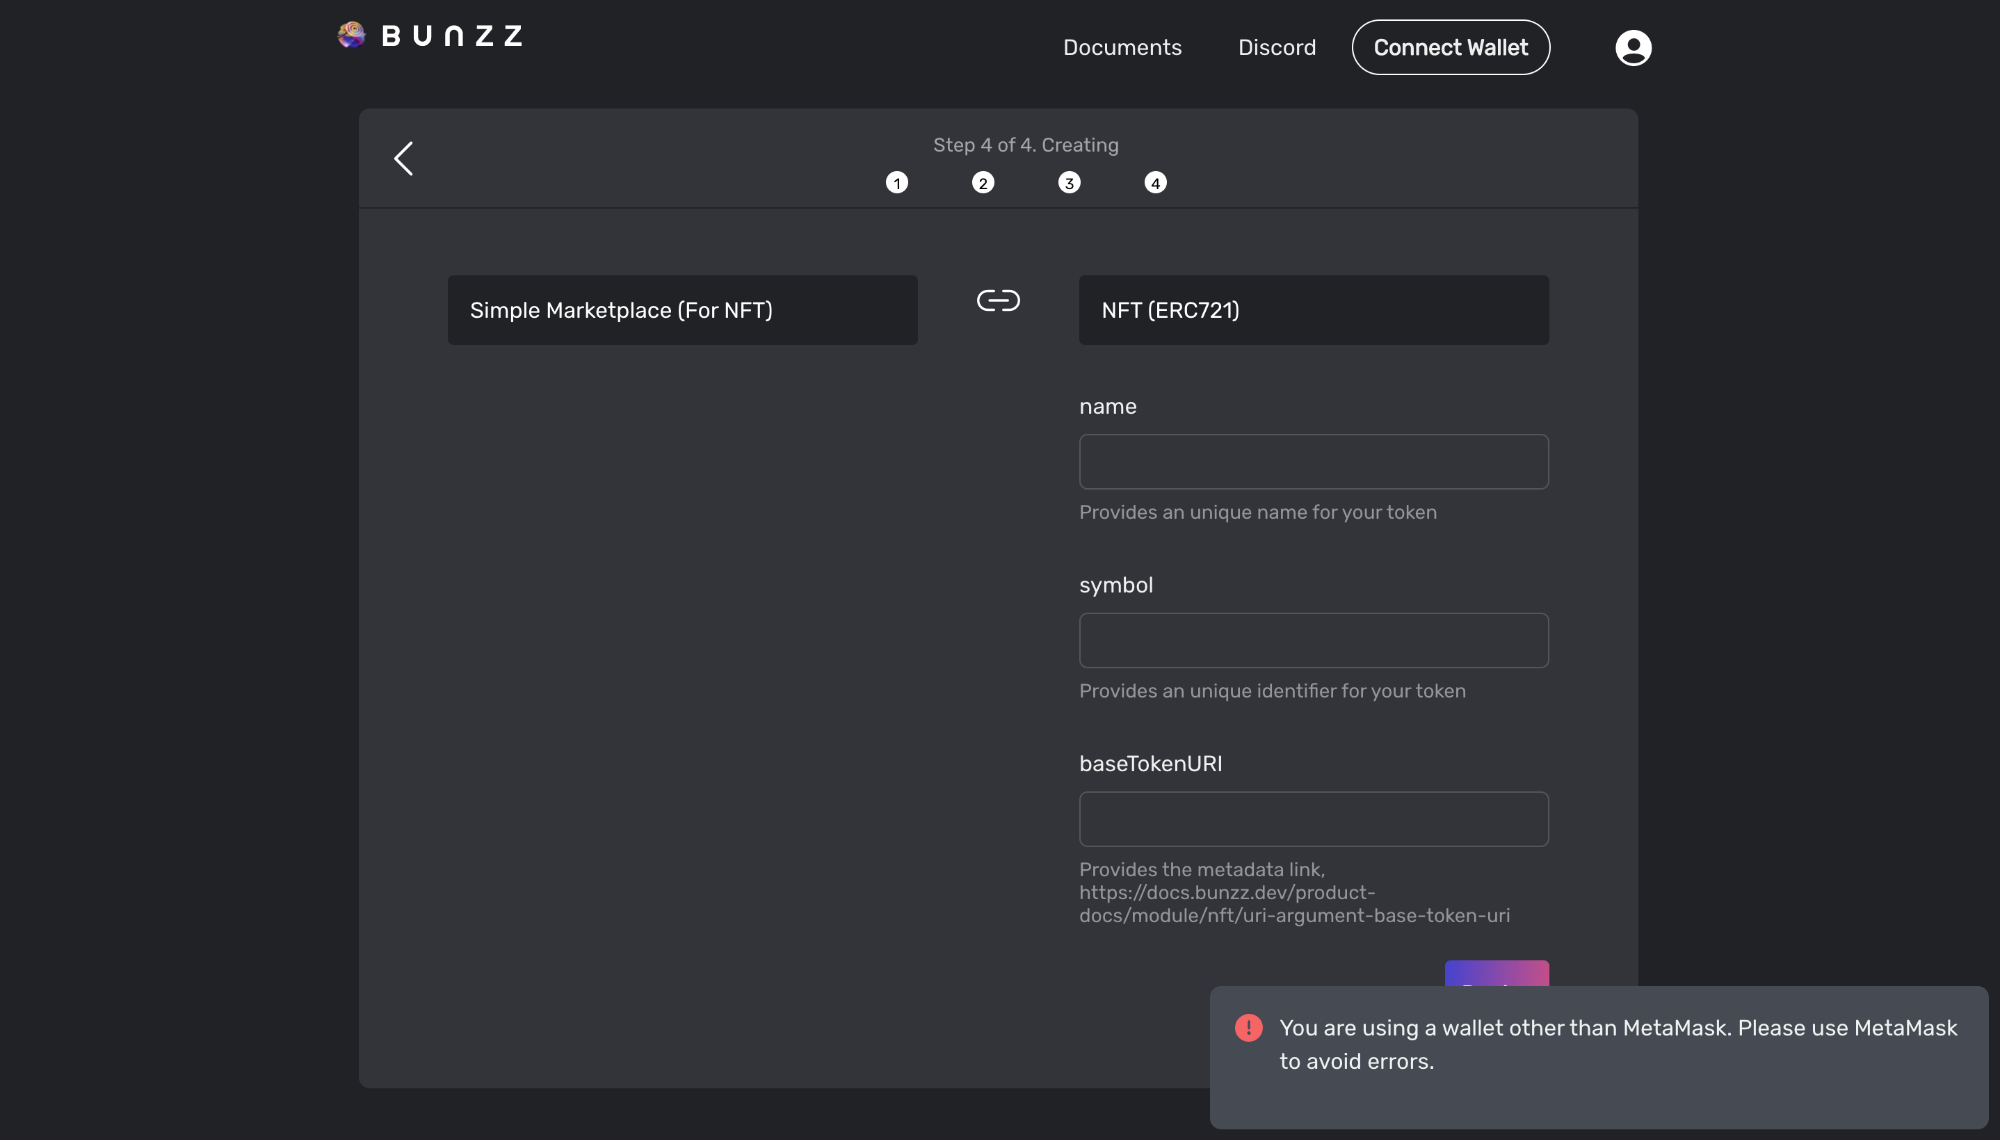 BUNZZ
Documents
Discord
Connect Wallet
Step 4 of 4. Creating
1
2
3
4
Simple Marketplace (For NFT)
NFT (ERC721)
name
Provides an unique name for your token
symbol
Provides an unique identifier for your token
baseTokenURI
Provides the metadata link,
https://docs.bunzz.dev/product-
docs/module/nft/uri-argument-base-token-uri
You are using a wallet other than MetaMask. Please use MetaMask
to avoid errors.